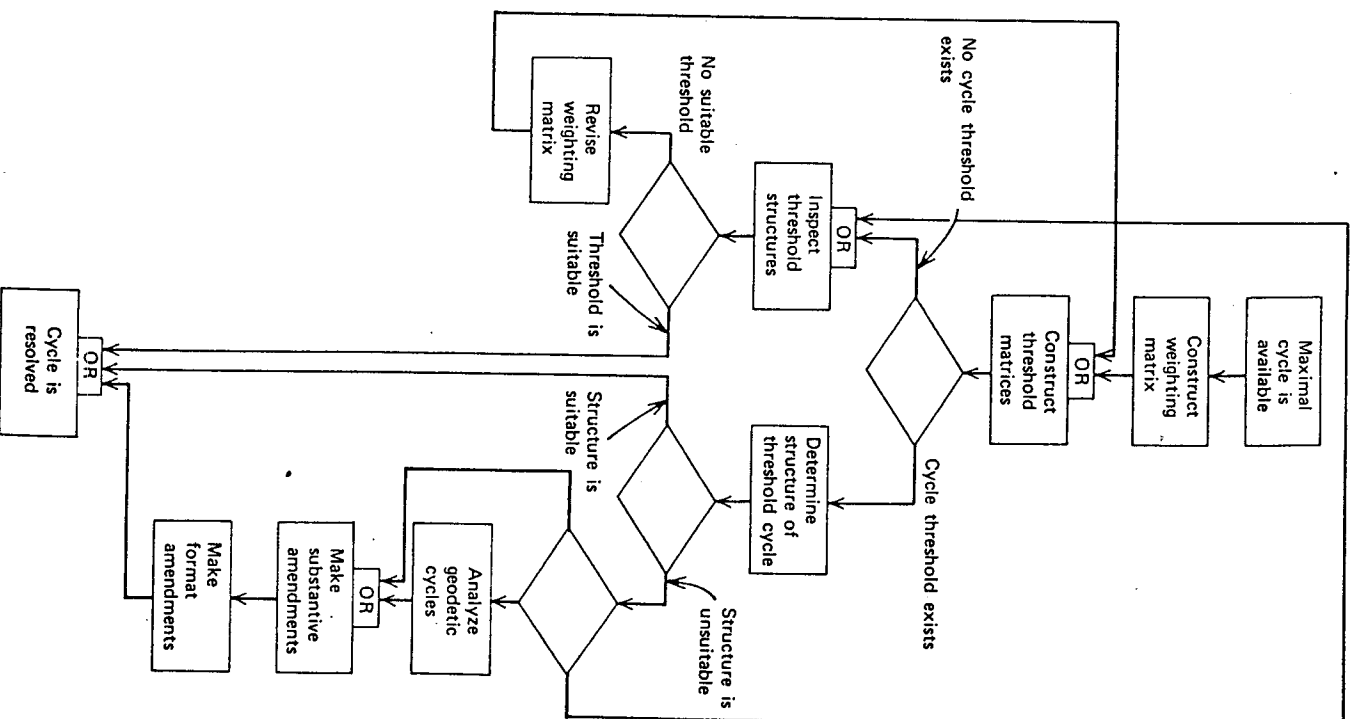 Maximal
cycle is
available
Construct
weighting
matrix
OR
Construct
threshold
matrices
No cycle threshold
exists
Cycle threshold exists
OR
Inspect
threshold
structures
Determine
structure of
threshold cycle
No suitable
threshold
Threshold is
suitable
Structure is
suitable
Structure is
unsuitable
Revise
weighting
matrix
Analyze
geodetic
cycles
OR
Make
substantive
amendments
Make
format
amendments
OR
Cycle is
resolved